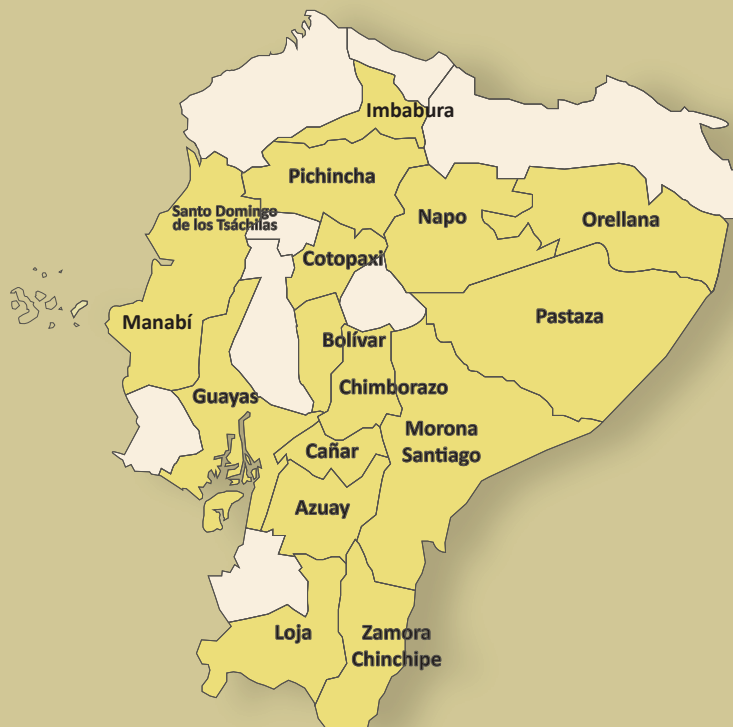 Imbabura
Pichincha
Santo Domingo
de los Tsáchilas
Napo
Orellana
Cotopaxi
Pastaza
Manabí
Bolívar
Chimborazo
Guayas
Morona
Santiago
Cañar
Azuay
Loja
Zamora
Chinchipe